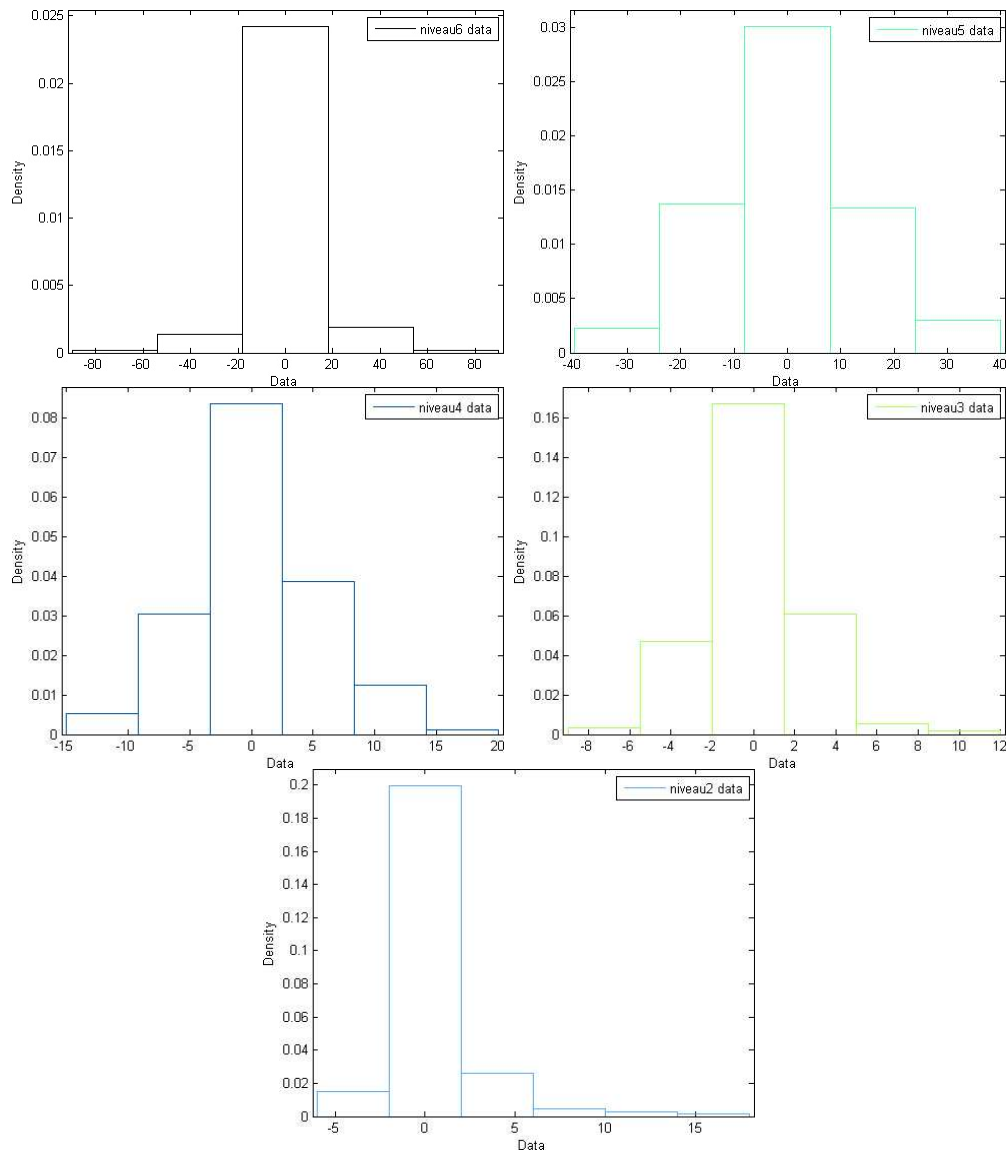 0.025
0.02
0.015
0.01
0.005
0
Density
niveau6 data
-80 -60 -40 -20 0 20 40 60 80
Data
0.03
0.025
0.02
0.015
0.01
0.005
0
Density
niveau5 data
-40 -30 -20 -10 0 10 20 30 40
Data
0.08
0.07
0.06
0.05
0.04
0.03
0.02
0.01
0
Density
niveau4 data
-15 -10 -5 0 5 10 15 20
Data
0.16
0.14
0.12
0.1
0.08
0.06
0.04
0.02
0
Density
niveau3 data
-8 -6 -4 -2 0 2 4 6 8 10 12
Data
0.2
0.18
0.16
0.14
0.12
0.1
0.08
0.06
0.04
0.02
0
Density
niveau2 data
-5 0 5 10 15
Data